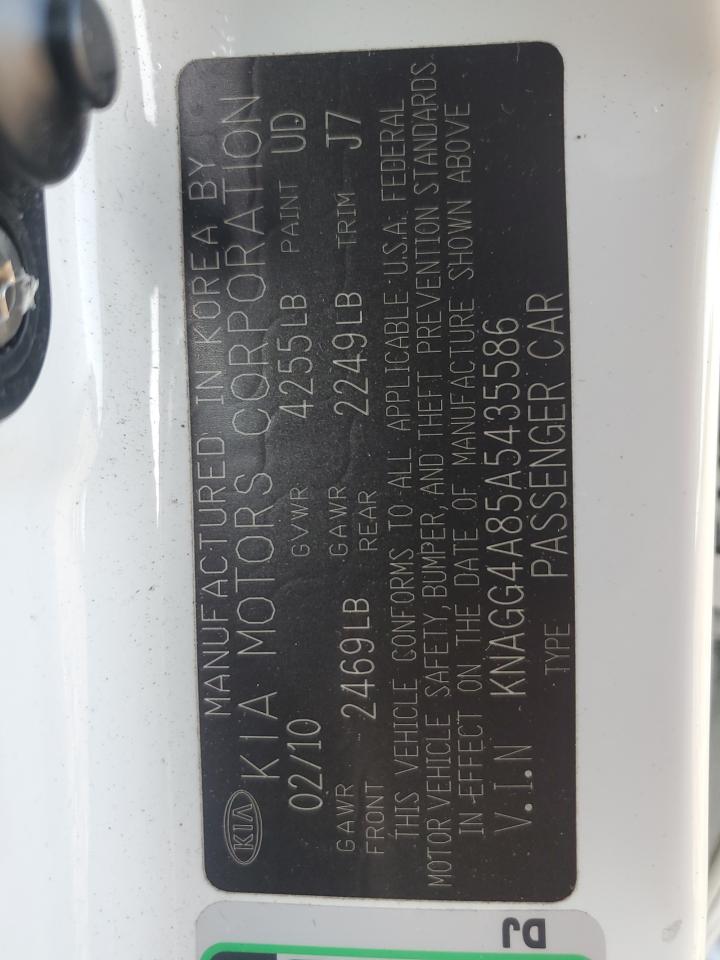 MANUFACTURED IN KOREA BY
KIA KIA MOTORS CORPORATION
02/10 GVWR 4255LB PAINT UD
GAWR FRONT 2469LB GAWR REAR 2249LB TRIM J7
THIS VEHICLE CONFORMS TO ALL APPLICABLE U.S.A. FEDERAL
MOTOR VEHICLE SAFETY, BUMPER, AND THEFT PREVENTION STANDARDS
IN EFFECT ON THE DATE OF MANUFACTURE SHOWN ABOVE
V.I.N KNAGG4A85A5435586
TYPE PASSENGER CAR